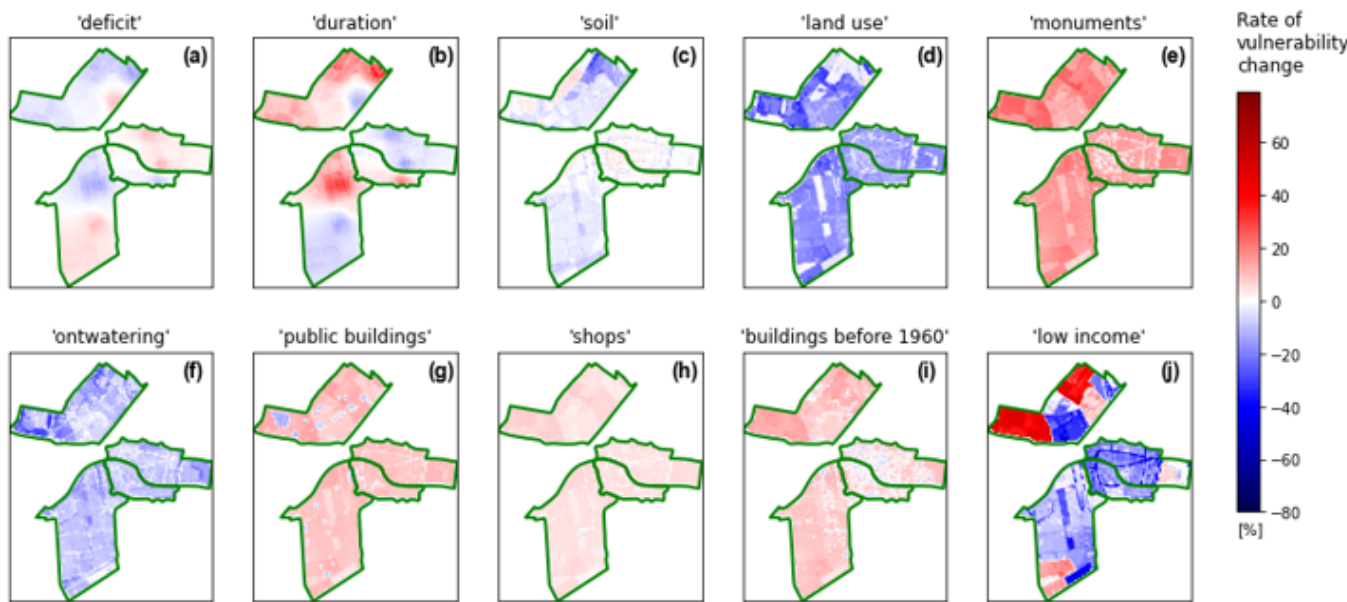 'deficit' 'duration' 'soil' 'land use' 'monuments'
(a) (b) (c) (d) (e)
'ontwatering' 'public buildings' 'shops' 'buildings before 1960' 'low income'
(f) (g) (h) (i) (j)
Rate of
vulnerability
change
60
40
20
0
−20
−40
−60
−80
[%]